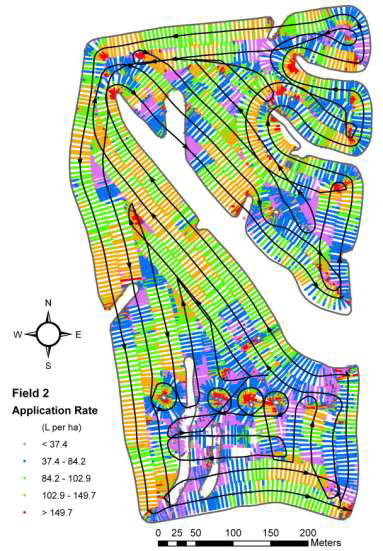 N
W E
S
Field 2
Application Rate
(L per ha)
< 37.4
37.4 - 84.2
84.2 - 102.9
102.9 - 149.7
> 149.7
0 25 50 100 150 200
Meters